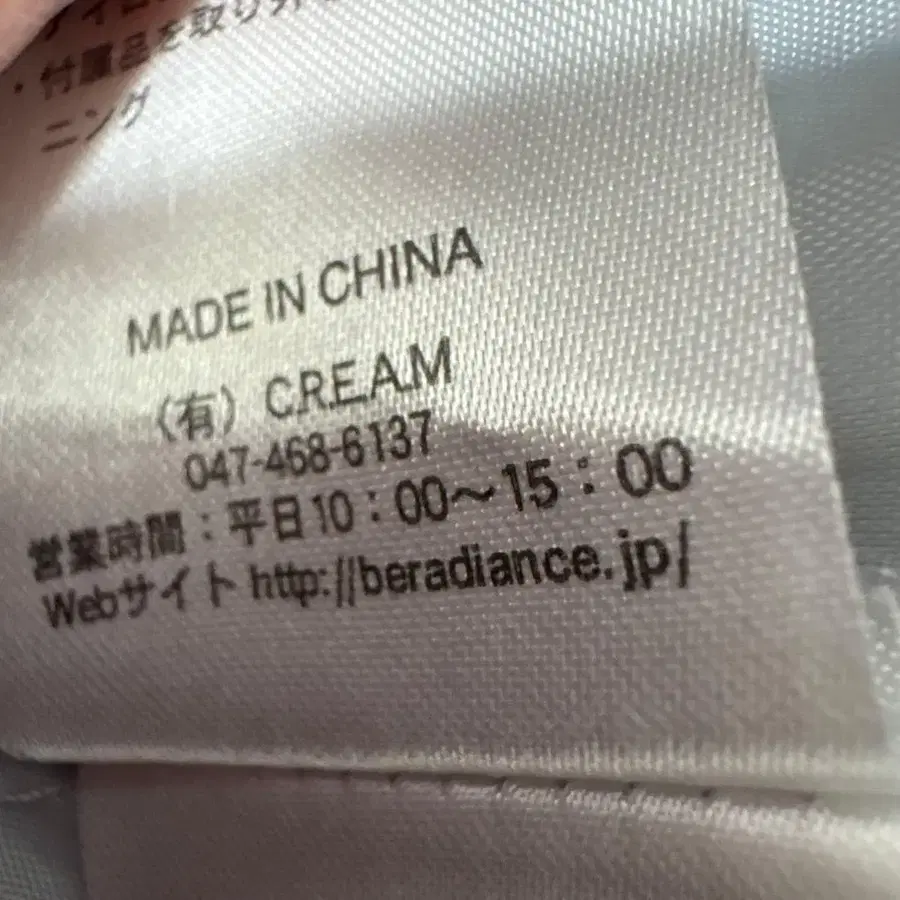 ・付属品を取り外
ニング
MADE IN CHINA
（有）C.R.E.A.M
047-468-6137
営業時間：平日10：00～15：00
Webサイト http://beradiance.jp/